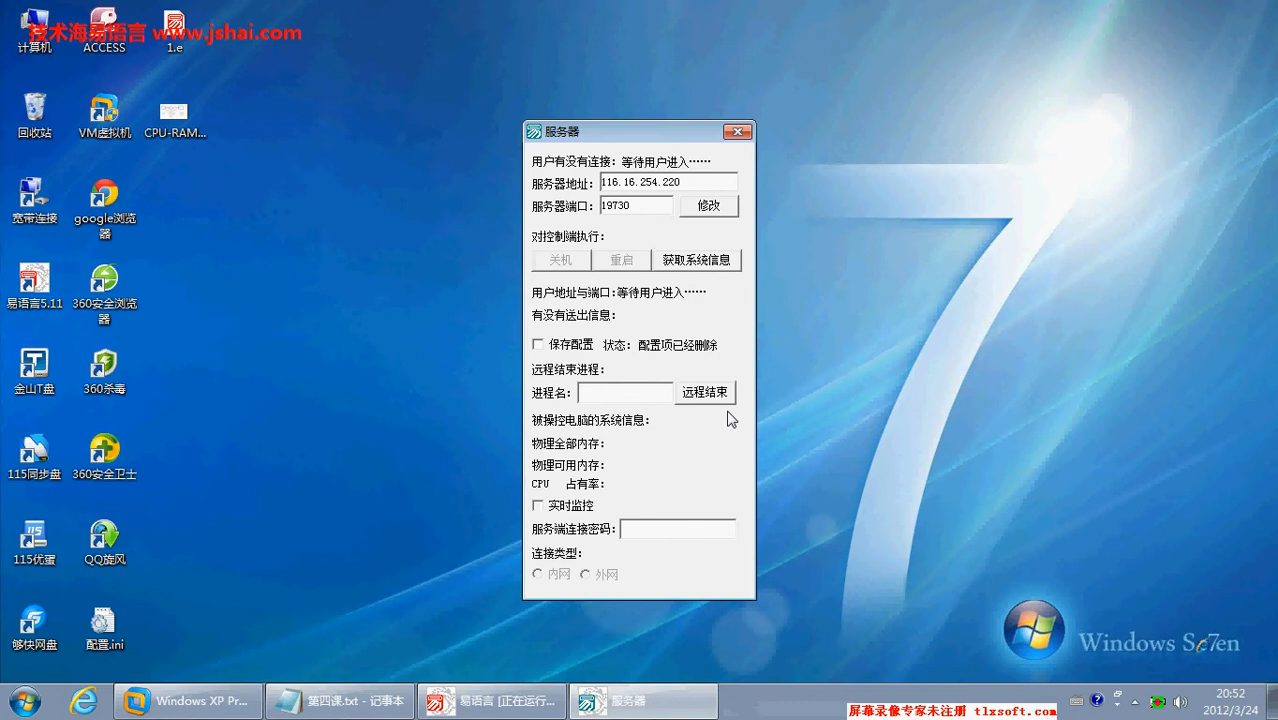 技术海易语言 www.jshai.com
计算机
ACCESS
1.e
回收站
VM虚拟机
CPU-RAM...
宽带连接
google浏览
器
易语言5.11
360安全浏览
器
金山T盘
360杀毒
115同步盘
360安全卫士
115优蛋
QQ旋风
够快网盘
配置.ini
服务器
用户有没有连接: 等待用户进入······
服务器地址: 116.16.254.220
服务器端口: 19730 修改
对控制端执行:
关机 重启 获取系统信息
用户地址与端口:等待用户进入······
有没有送出信息:
保存配置 状态: 配置项已经删除
远程结束进程:
进程名: 远程结束
被操控电脑的系统信息:
物理全部内存:
物理可用内存:
CPU 占有率:
实时监控
服务端连接密码:
连接类型:
内网 外网
Windows Se7en
Windows XP Pr...
第四课.txt - 记事本
易语言 [正在运行...
服务器
20:52
2012/3/24
屏幕录像专家未注册 tlxsoft.com